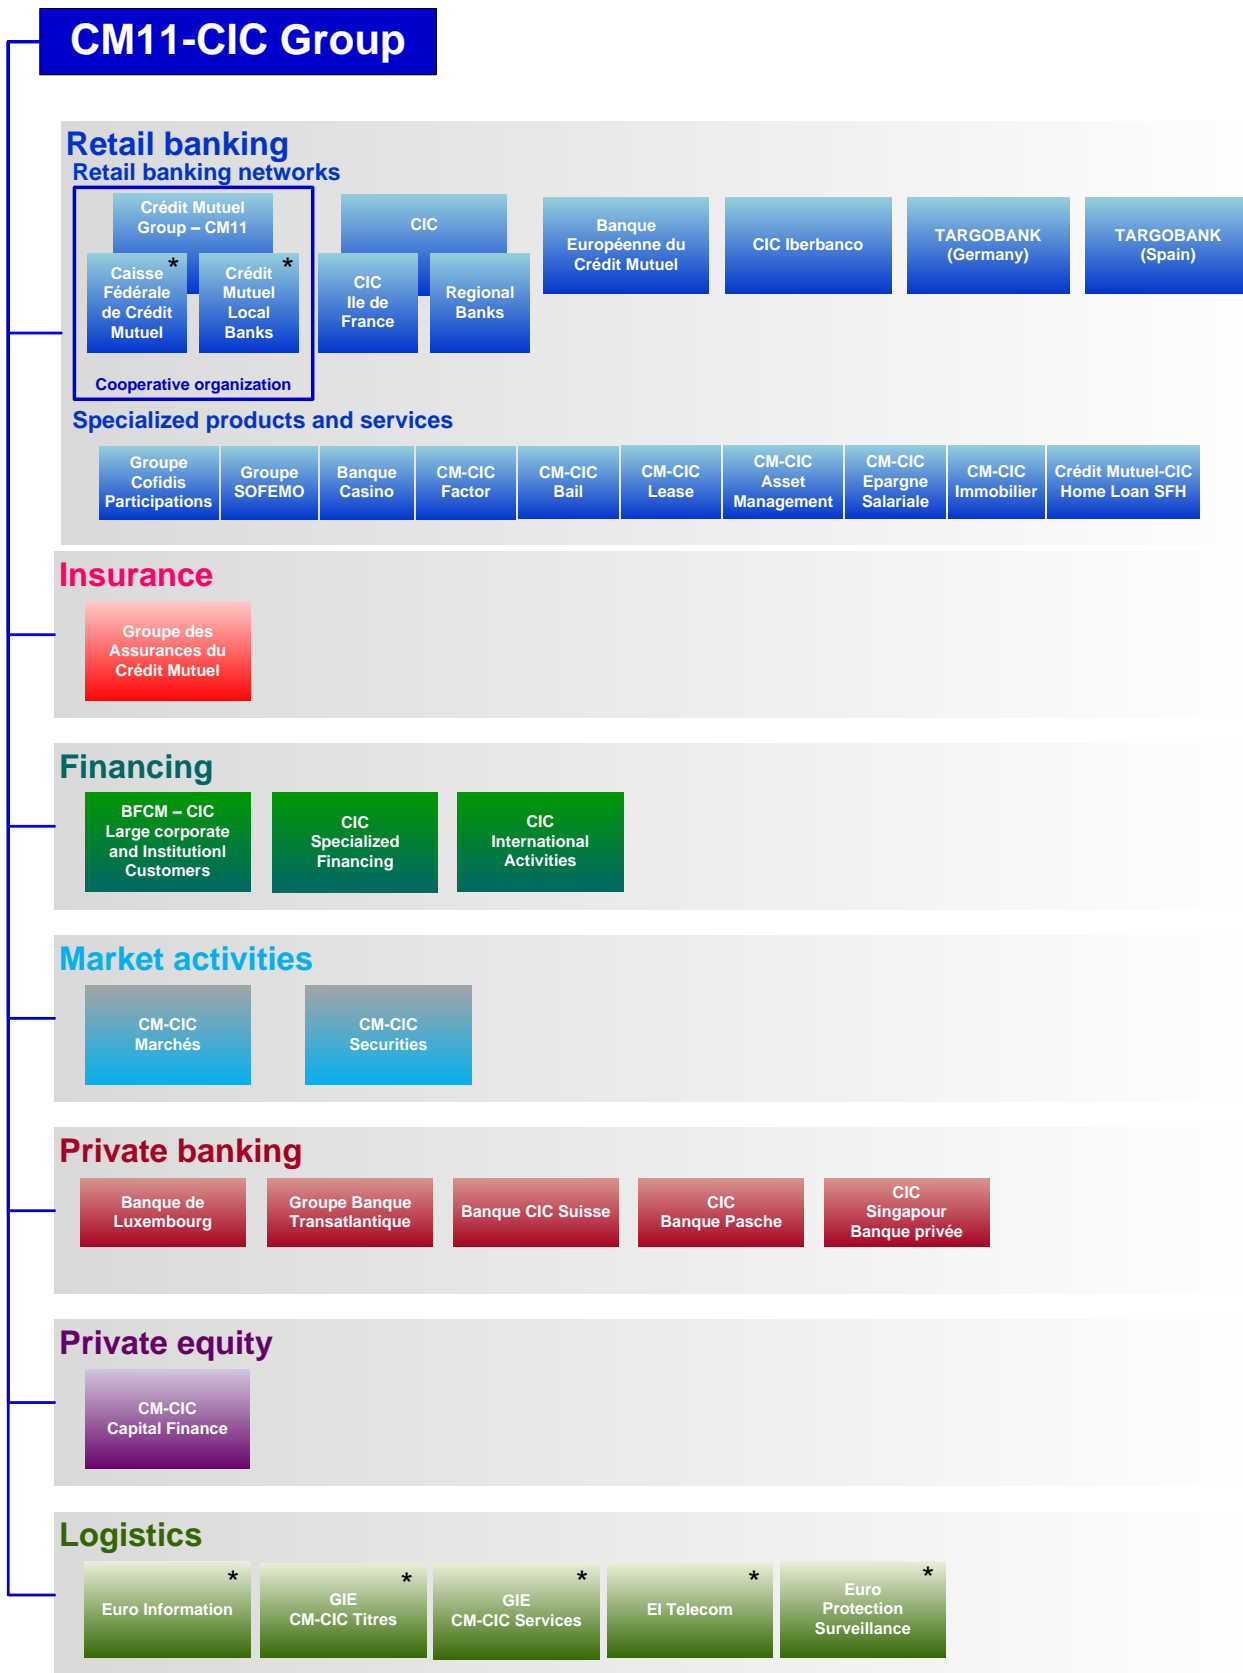 CM11-CIC Group
Retail banking
Retail banking networks
Crédit Mutuel
Group – CM11
*
Caisse
Fédérale
de Crédit
Mutuel
*
Crédit
Mutuel
Local
Banks
Cooperative organization
CIC
CIC
Ile de
France
Regional
Banks
Banque
Européenne du
Crédit Mutuel
CIC Iberbanco
TARGOBANK
(Germany)
TARGOBANK
(Spain)
Specialized products and services
Groupe
Cofidis
Participations
Groupe
SOFEMO
Banque
Casino
CM-CIC
Factor
CM-CIC
Bail
CM-CIC
Lease
CM-CIC
Asset
Management
CM-CIC
Epargne
Salariale
CM-CIC
Immobilier
Crédit Mutuel-CIC
Home Loan SFH
Insurance
Groupe des
Assurances du
Crédit Mutuel
Financing
BFCM – CIC
Large corporate
and Institutionl
Customers
CIC
Specialized
Financing
CIC
International
Activities
Market activities
CM-CIC
Marchés
CM-CIC
Securities
Private banking
Banque de
Luxembourg
Groupe Banque
Transatlantique
Banque CIC Suisse
CIC
Banque Pasche
CIC
Singapour
Banque privée
Private equity
CM-CIC
Capital Finance
Logistics
*
Euro Information
*
GIE
CM-CIC Titres
*
GIE
CM-CIC Services
*
EI Telecom
*
Euro
Protection
Surveillance